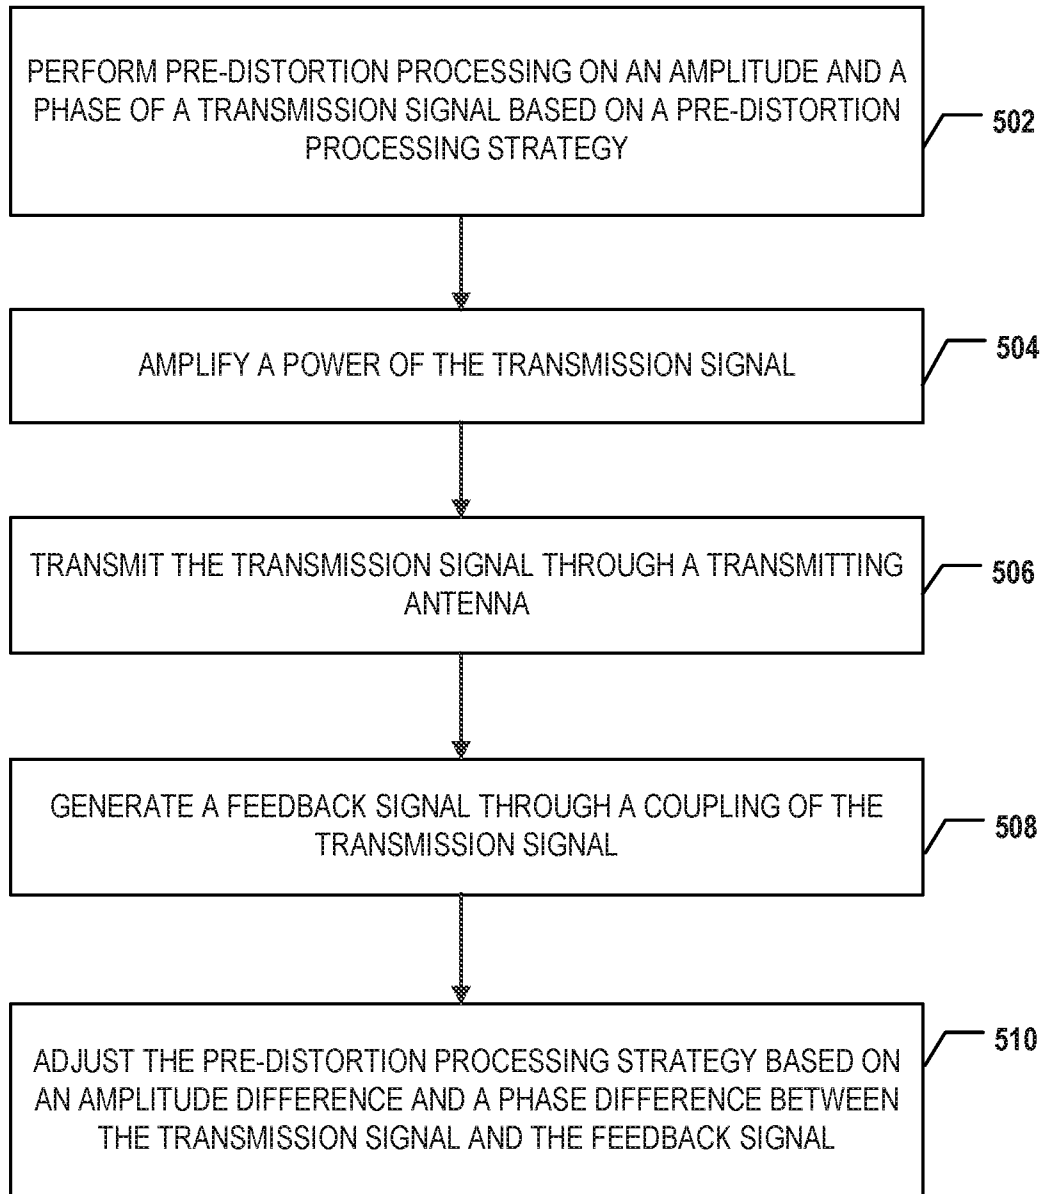 PERFORM PRE-DISTORTION PROCESSING ON AN AMPLITUDE AND A
PHASE OF A TRANSMISSION SIGNAL BASED ON A PRE-DISTORTION
PROCESSING STRATEGY
502
AMPLIFY A POWER OF THE TRANSMISSION SIGNAL
504
TRANSMIT THE TRANSMISSION SIGNAL THROUGH A TRANSMITTING
ANTENNA
506
GENERATE A FEEDBACK SIGNAL THROUGH A COUPLING OF THE
TRANSMISSION SIGNAL
508
ADJUST THE PRE-DISTORTION PROCESSING STRATEGY BASED ON
AN AMPLITUDE DIFFERENCE AND A PHASE DIFFERENCE BETWEEN
THE TRANSMISSION SIGNAL AND THE FEEDBACK SIGNAL
510